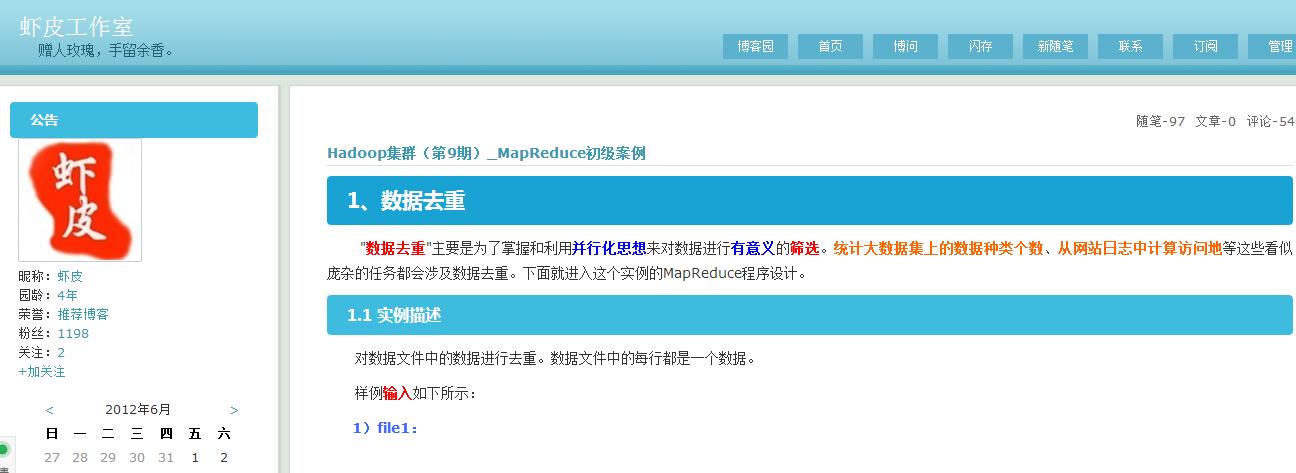 虾皮工作室
赠人玫瑰，手留余香。
博客园 首页 博问 闪存 新随笔 联系 订阅 管理
公告
虾皮
昵称：虾皮
园龄：4年
荣誉：推荐博客
粉丝：1198
关注：2
+加关注
< 2012年6月 >
日 一 二 三 四 五 六
27 28 29 30 31 1 2
随笔-97 文章-0 评论-54
Hadoop集群（第9期）_MapReduce初级案例
1、数据去重
"数据去重"主要是为了掌握和利用并行化思想来对数据进行有意义的筛选。统计大数据集上的数据种类个数、从网站日志中计算访问地等这些看似
庞杂的任务都会涉及数据去重。下面就进入这个实例的MapReduce程序设计。
1.1 实例描述
对数据文件中的数据进行去重。数据文件中的每行都是一个数据。
样例输入如下所示：
1）file1：